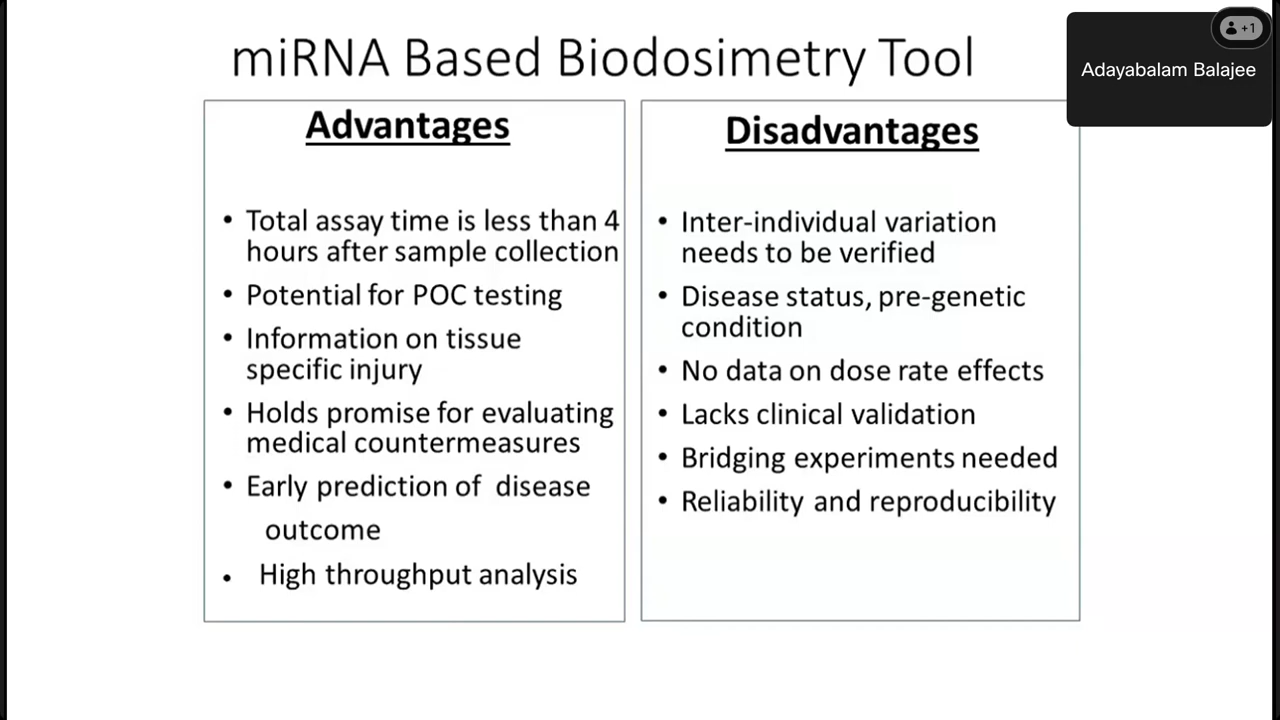 miRNA Based Biodosimetry Tool
+1
Adayabalam Balajee
Advantages
• Total assay time is less than 4
hours after sample collection
• Potential for POC testing
• Information on tissue
specific injury
• Holds promise for evaluating
medical countermeasures
• Early prediction of disease
outcome
• High throughput analysis
Disadvantages
• Inter-individual variation
needs to be verified
• Disease status, pre-genetic
condition
• No data on dose rate effects
• Lacks clinical validation
• Bridging experiments needed
• Reliability and reproducibility